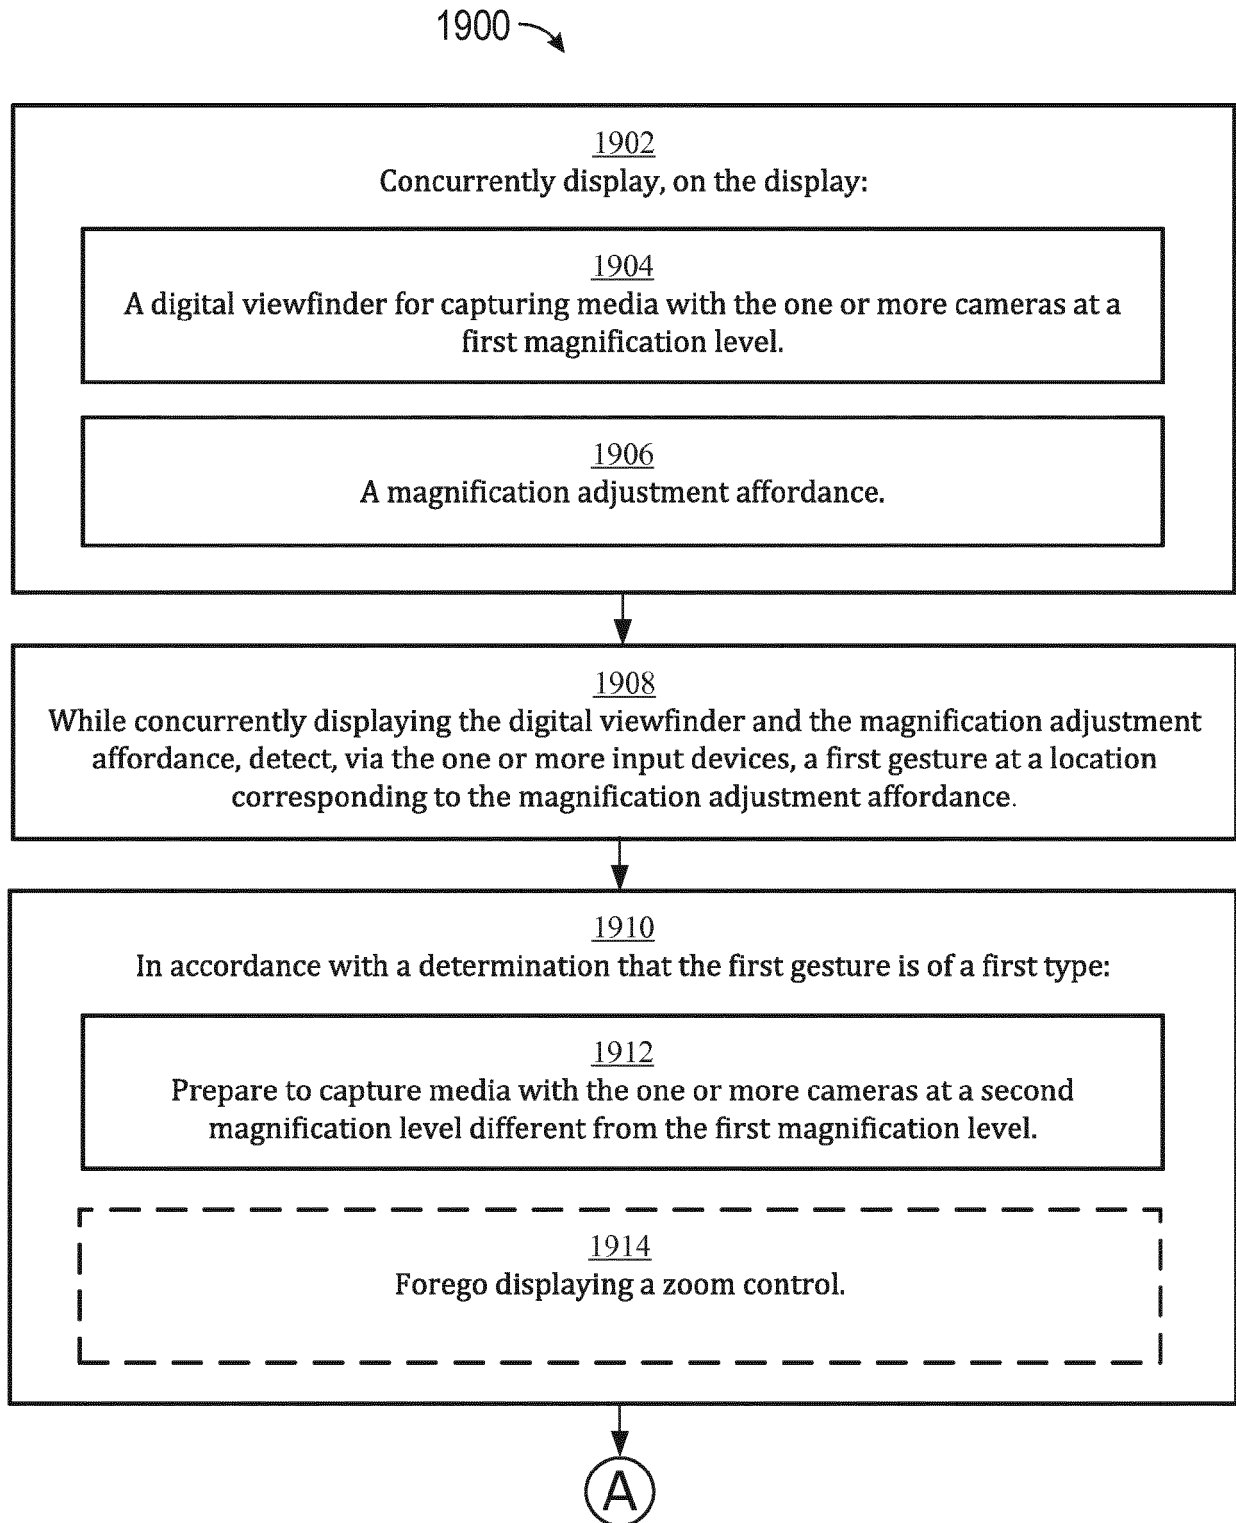 1900
1902
Concurrently display, on the display:
1904
A digital viewfinder for capturing media with the one or more cameras at a
first magnification level.
1906
A magnification adjustment affordance.
1908
While concurrently displaying the digital viewfinder and the magnification adjustment
affordance, detect, via the one or more input devices, a first gesture at a location
corresponding to the magnification adjustment affordance.
1910
In accordance with a determination that the first gesture is of a first type:
1912
Prepare to capture media with the one or more cameras at a second
magnification level different from the first magnification level.
1914
Forego displaying a zoom control.
A